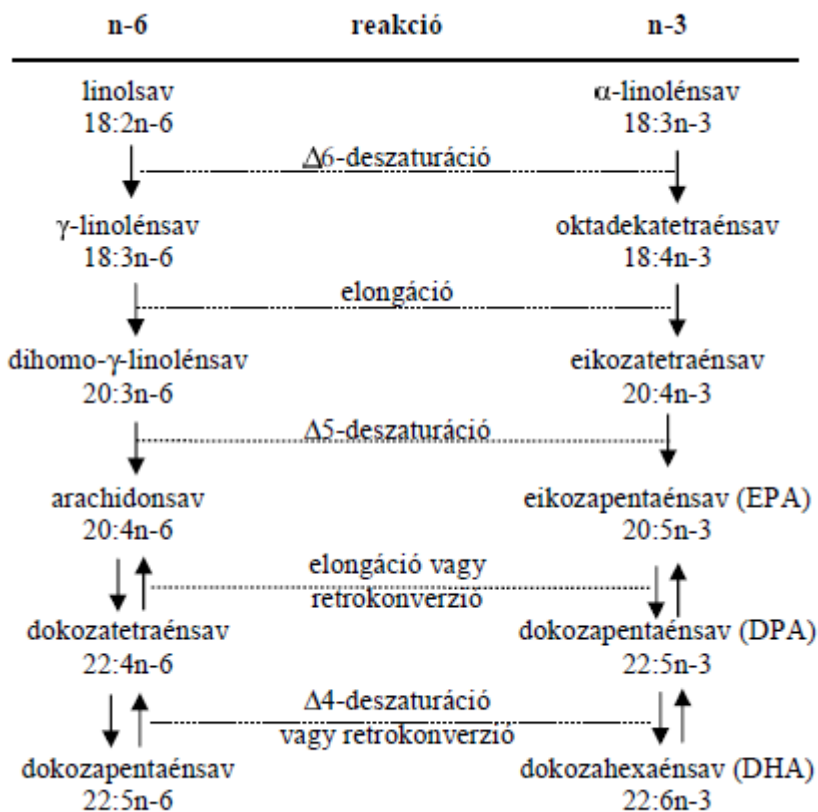 n-6 reakció n-3
linolsav α-linolénsav
18:2n-6 18:3n-3
Δ6-deszaturáció
γ-linolénsav oktadekatetraénsav
18:3n-6 18:4n-3
elongáció
dihomo-γ-linolénsav eikozatetraénsav
20:3n-6 20:4n-3
Δ5-deszaturáció
arachidonsav eikozapentaénsav (EPA)
20:4n-6 20:5n-3
elongáció vagy
retrokonverzió
dokozatetraénsav dokozapentaénsav (DPA)
22:4n-6 22:5n-3
Δ4-deszaturáció
vagy retrokonverzió
dokozapentaénsav dokozahexaénsav (DHA)
22:5n-6 22:6n-3